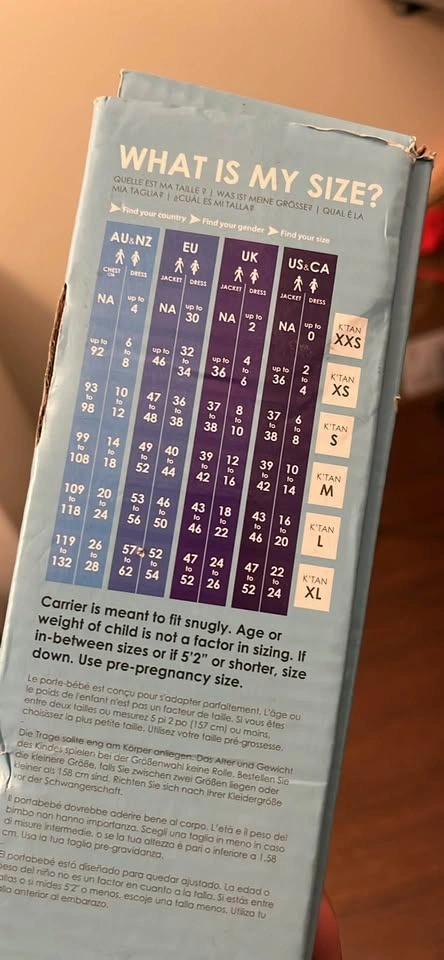 WHAT IS MY SIZE?
QUELLE EST MA TAILLE ? | WAS IST MEINE GRÖSSE? | QUAL È LA
MIA TAGLIA? | ¿CUÁL ES MI TALLA?
Find your country Find your gender Find your size
AU&NZ EU UK US&CA
CHEST CM DRESS JACKET DRESS JACKET DRESS JACKET DRESS
NA up to 4 NA up to 30 NA up to 2 NA up to 0 K'TAN XXS
up to 92 6 to 8 up to 46 32 to 34 up to 36 4 to 6 up to 36 2 to 4 K'TAN XS
93 to 98 10 to 12 47 to 48 36 to 38 37 to 38 8 to 10 37 to 38 6 to 8 K'TAN S
99 to 108 14 to 18 49 to 52 40 to 44 39 to 42 12 to 16 39 to 42 10 to 14 K'TAN M
109 to 118 20 to 24 53 to 56 46 to 50 43 to 46 18 to 22 43 to 46 16 to 20 K'TAN L
119 to 132 26 to 28 57 to 62 52 to 54 47 to 52 24 to 26 47 to 52 22 to 24 K'TAN XL
Carrier is meant to fit snugly. Age or
weight of child is not a factor in sizing. If
in-between sizes or if 5'2" or shorter, size
down. Use pre-pregnancy size.
Le porte-bébé est conçu pour s'adapter parfaitement. L'âge ou
le poids de l'enfant n'est pas un facteur de taille. Si vous êtes
entre deux tailles ou mesurez 5 pi 2 po (157 cm) ou moins,
choisissez la plus petite taille. Utilisez votre taille pré-grossesse.
Die Trage sollte eng am Körper anliegen. Das Alter und Gewicht
des Kindes spielen bei der Größenwahl keine Rolle. Bestellen Sie
die kleinere Größe, falls Sie zwischen zwei Größen liegen oder
kleiner als 158 cm sind. Richten Sie sich nach Ihrer Kleidergröße
vor der Schwangerschaft.
Il portabebé dovrebbe aderire bene al corpo. L'età e il peso del
bimbo non hanno importanza. Scegli una taglia in meno in caso
di misure intermedie, o se la tua altezza è pari o inferiore a 1.58
cm. Usa la tua taglia pre-gravidanza.
El portabebé está diseñado para quedar ajustado. La edad o
peso del niño no es un factor en cuanto a la talla. Si estás entre
tallas o si mides 5'2" o menos, escoje una talla menos. Utiliza tu
talla anterior al embarazo.